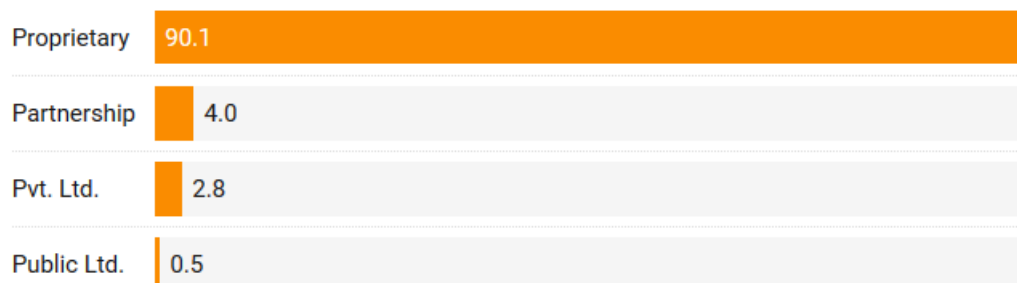 Proprietary 90.1
Partnership 4.0
Pvt. Ltd. 2.8
Public Ltd. 0.5